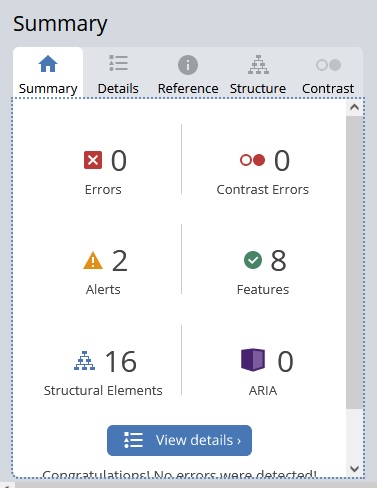 Summary
Summary Details Reference Structure Contrast
0 0
Errors Contrast Errors
2 8
Alerts Features
16 0
Structural Elements ARIA
View details ›
Congratulations! No errors were detected!